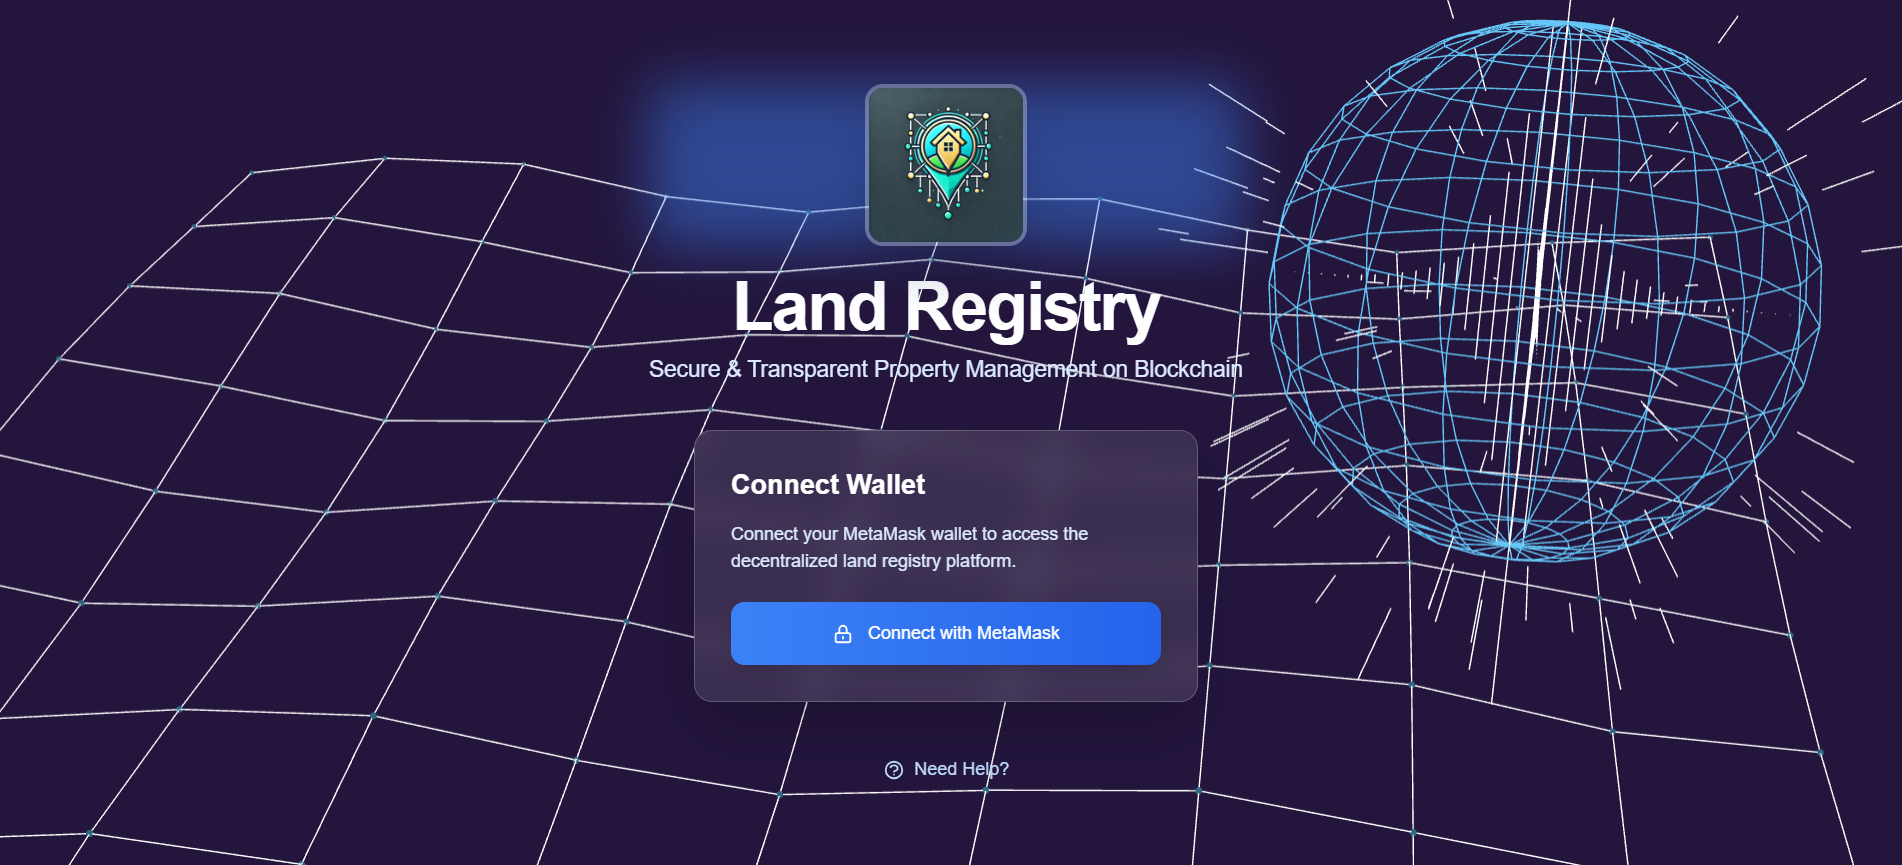 Land Registry
Secure & Transparent Property Management on Blockchain
Connect Wallet
Connect your MetaMask wallet to access the
decentralized land registry platform.
Connect with MetaMask
Need Help?